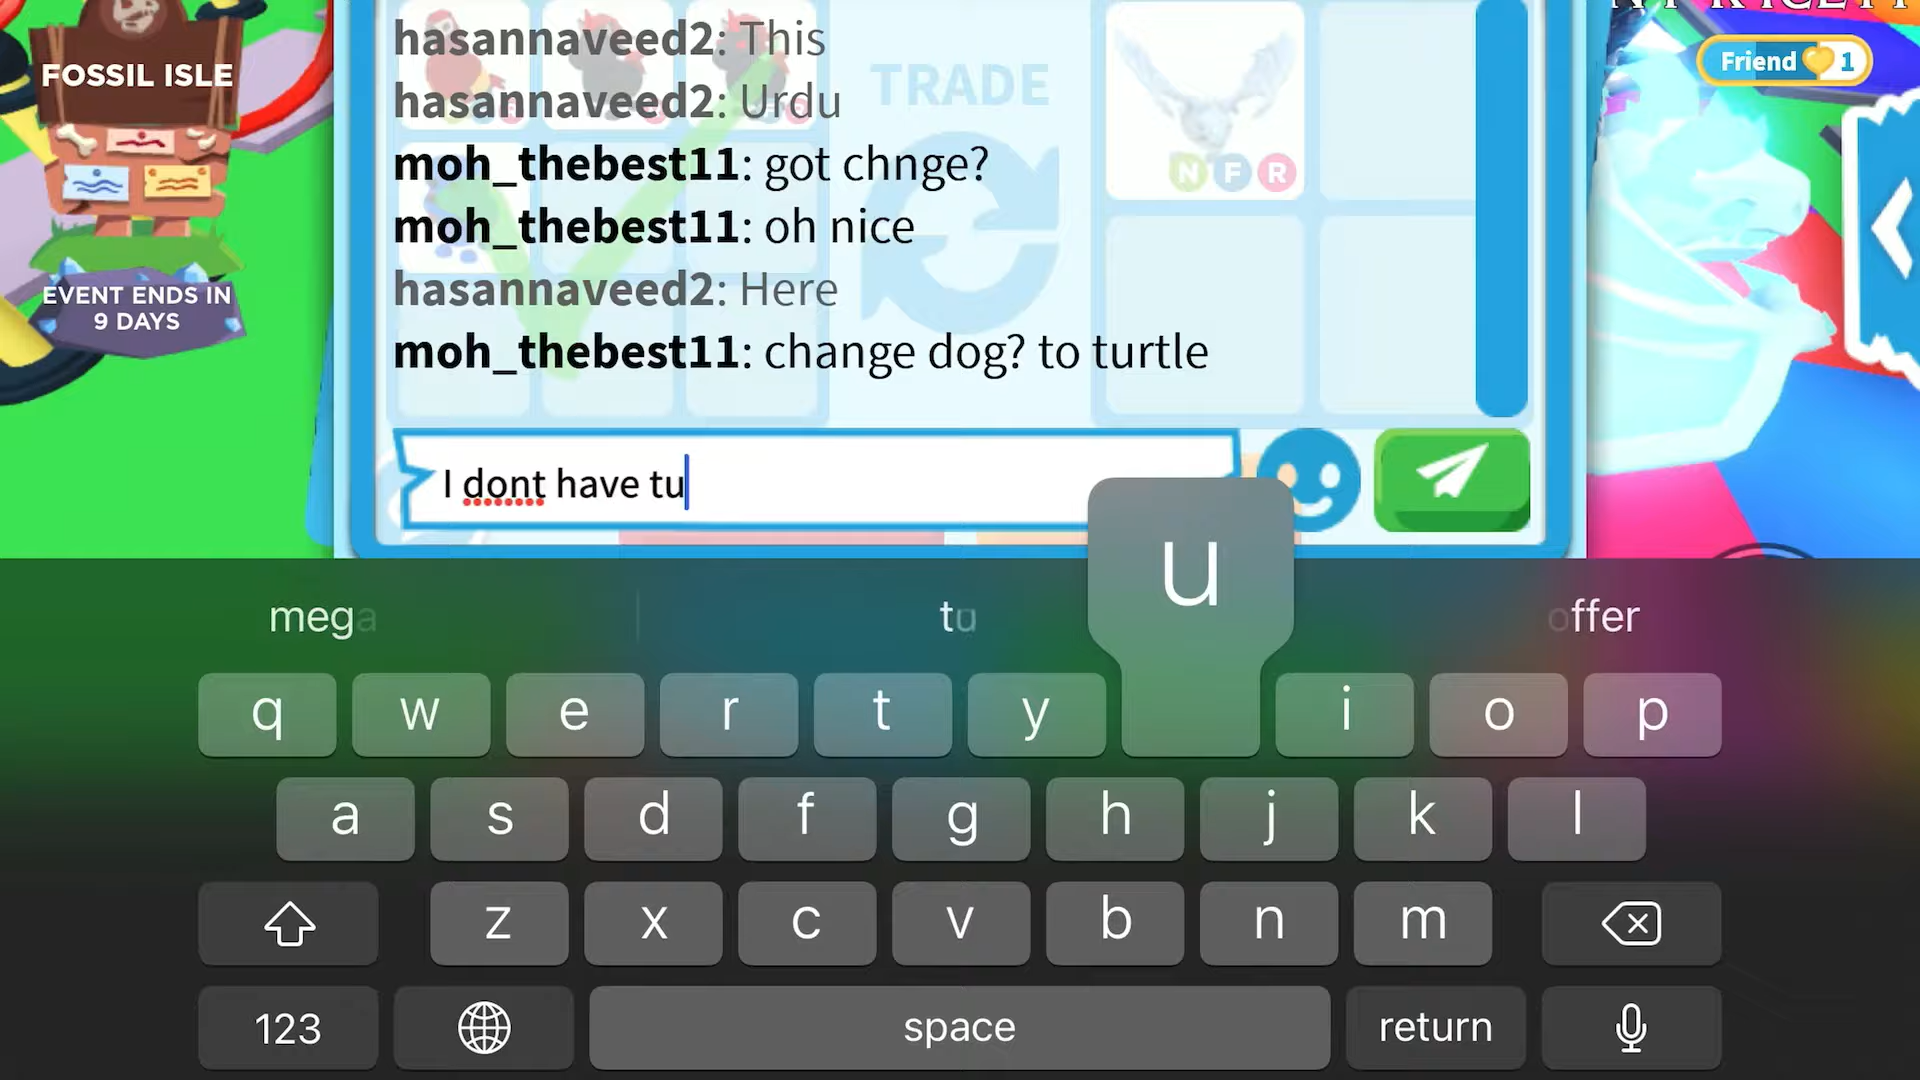 FOSSIL ISLE
EVENT ENDS IN
9 DAYS
hasannaveed2: This
hasannaveed2: Urdu
moh_thebest11: got chnge?
moh_thebest11: oh nice
hasannaveed2: Here
moh_thebest11: change dog? to turtle
TRADE
N F R
Friend 1
I dont have tu
u
mega
tu
offer
q w e r t y i o p
a s d f g h j k l
z x c v b n m
123
space
return